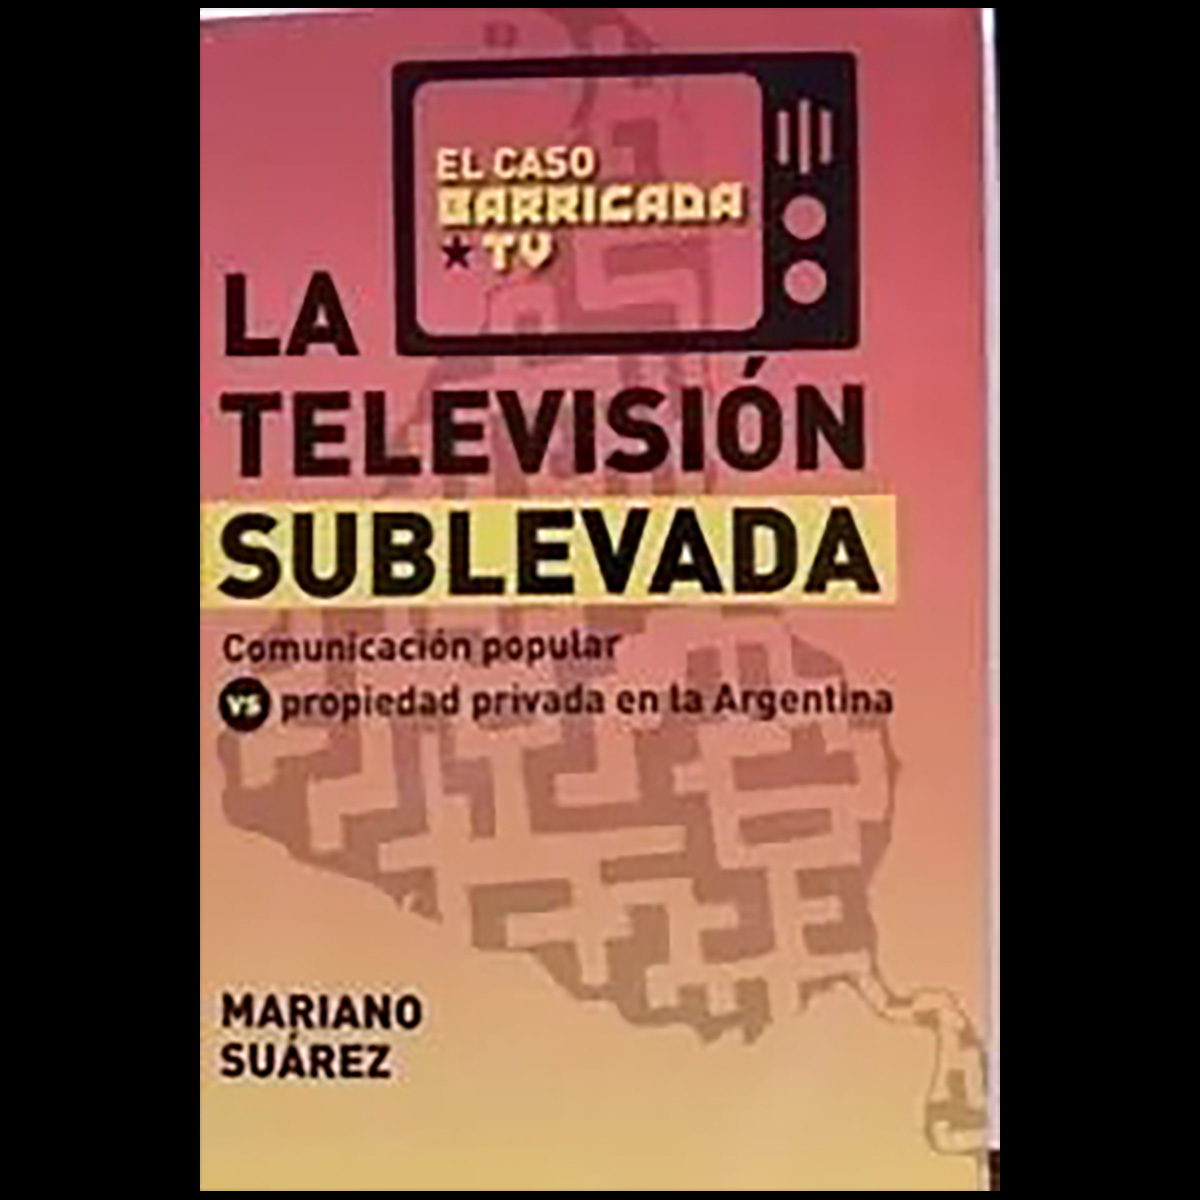 EL CASO
BARRICADA
★ TV
LA
TELEVISIÓN
SUBLEVADA
Comunicación popular
vs propiedad privada en la Argentina
MARIANO
SUÁREZ